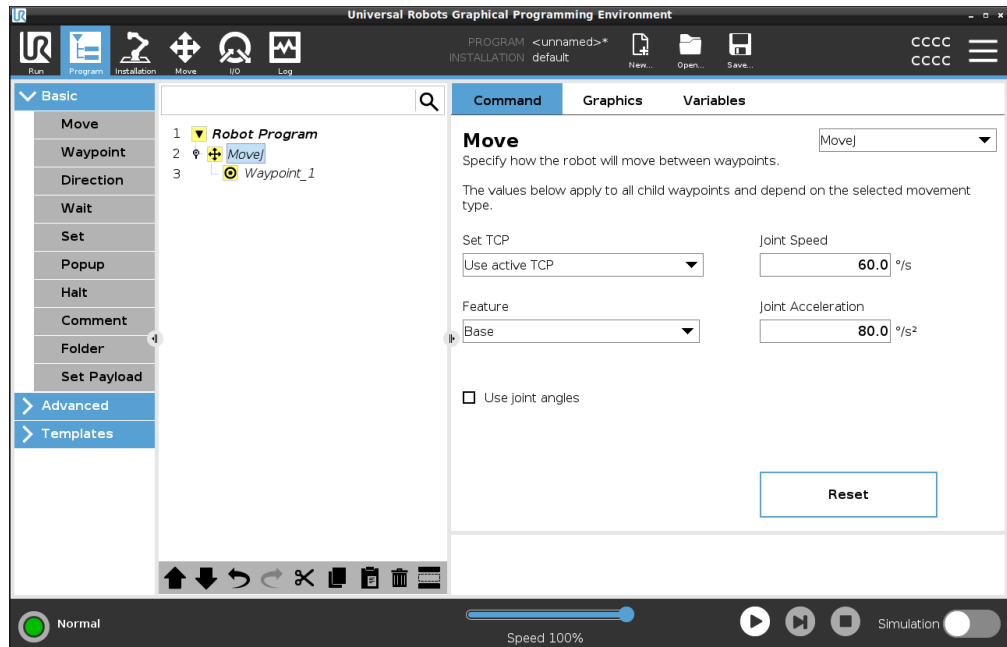 Universal Robots Graphical Programming Environment
UR
Run
Program
Installation
Move
I/O
Log
PROGRAM <unnamed>*
INSTALLATION default
New...
Open...
Save...
CCCC
CCCC
Basic
Move
Waypoint
Direction
Wait
Set
Popup
Halt
Comment
Folder
Set Payload
Advanced
Templates
1 Robot Program
2 MoveJ
3 Waypoint_1
Command Graphics Variables
Move
MoveJ
Specify how the robot will move between waypoints.
The values below apply to all child waypoints and depend on the selected movement
type.
Set TCP
Joint Speed
Use active TCP
60.0 °/s
Feature
Joint Acceleration
Base
80.0 °/s²
Use joint angles
Reset
Normal
Speed 100%
Simulation